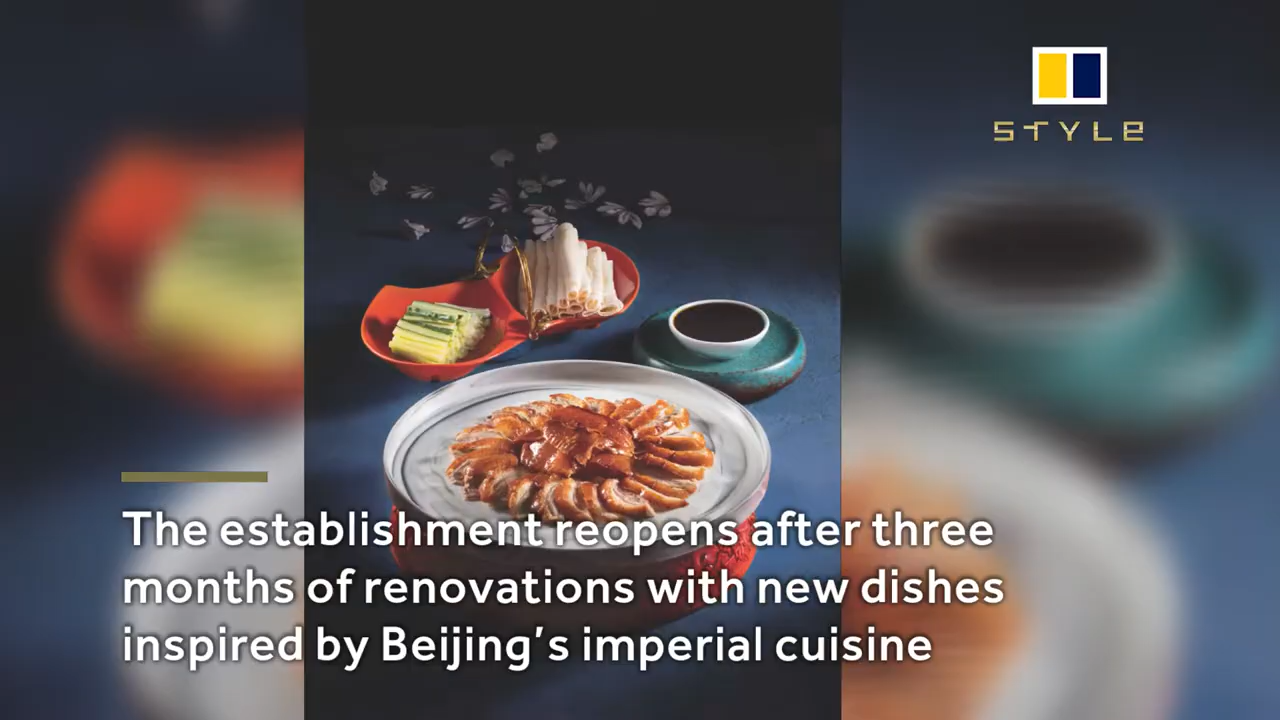 STYLE
The establishment reopens after three
months of renovations with new dishes
inspired by Beijing’s imperial cuisine